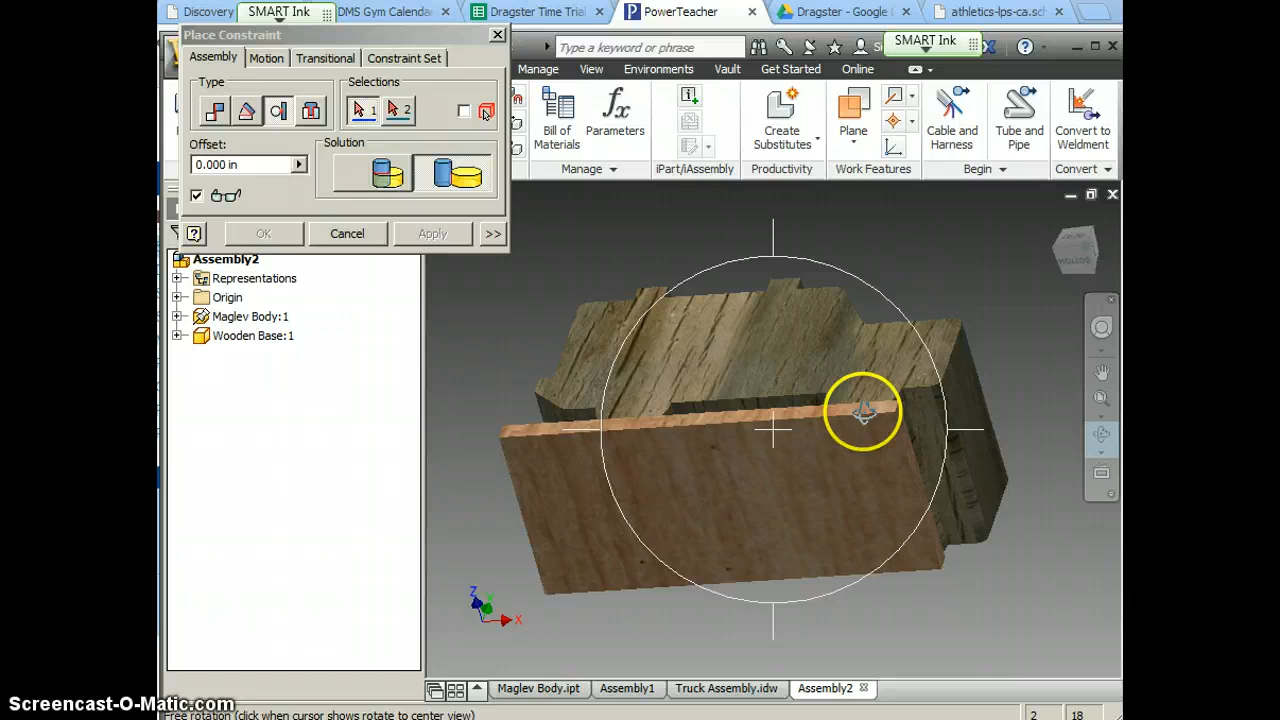 Discovery
SMART Ink
DMS Gym Calenda
Dragster Time Trial
PowerTeacher
Dragster - Google
athletics-lps-ca.sch
Place Constraint
Type a keyword or phrase
SMART Ink
Assembly
Motion
Transitional
Constraint Set
Manage
View
Environments
Vault
Get Started
Online
Type
Selections
1
2
Offset:
Solution
0.000 in
OK
Cancel
Apply
>>
Bill of
Materials
Parameters
Create
Substitutes
Plane
Cable and
Harness
Tube and
Pipe
Convert to
Weldment
Manage
iPart/iAssembly
Productivity
Work Features
Begin
Convert
Assembly2
Representations
Origin
Maglev Body:1
Wooden Base:1
Z
Y
X
Maglev Body.ipt
Assembly1
Truck Assembly.idw
Assembly2
Free rotation (click when cursor shows rotate to center view)
2
18
Screencast-O-Matic.com